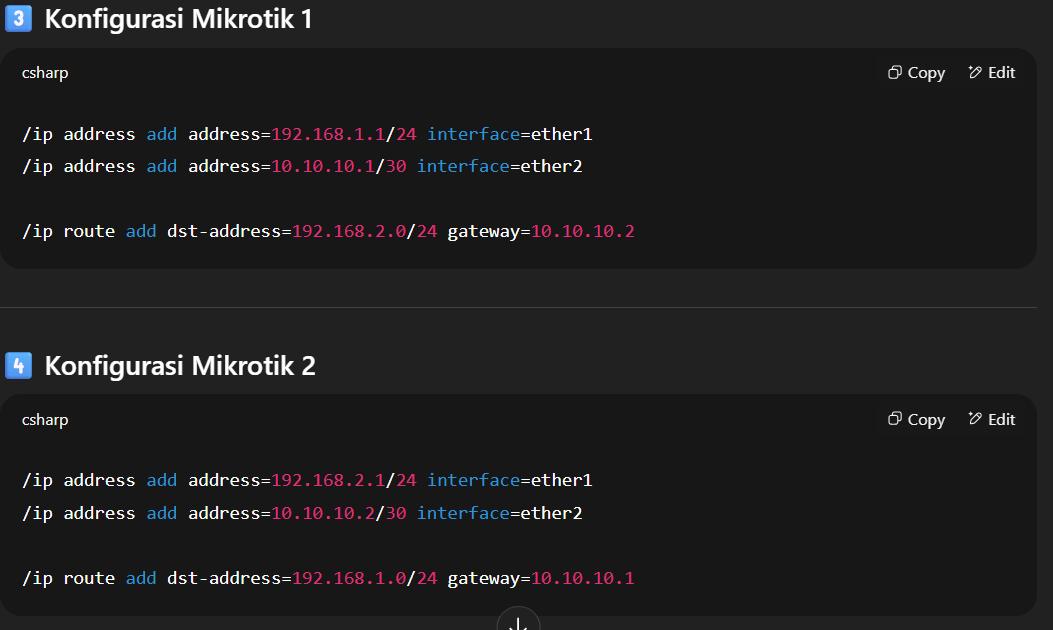 3 Konfigurasi Mikrotik 1
csharp Copy Edit
/ip address add address=192.168.1.1/24 interface=ether1
/ip address add address=10.10.10.1/30 interface=ether2
/ip route add dst-address=192.168.2.0/24 gateway=10.10.10.2
4 Konfigurasi Mikrotik 2
csharp Copy Edit
/ip address add address=192.168.2.1/24 interface=ether1
/ip address add address=10.10.10.2/30 interface=ether2
/ip route add dst-address=192.168.1.0/24 gateway=10.10.10.1